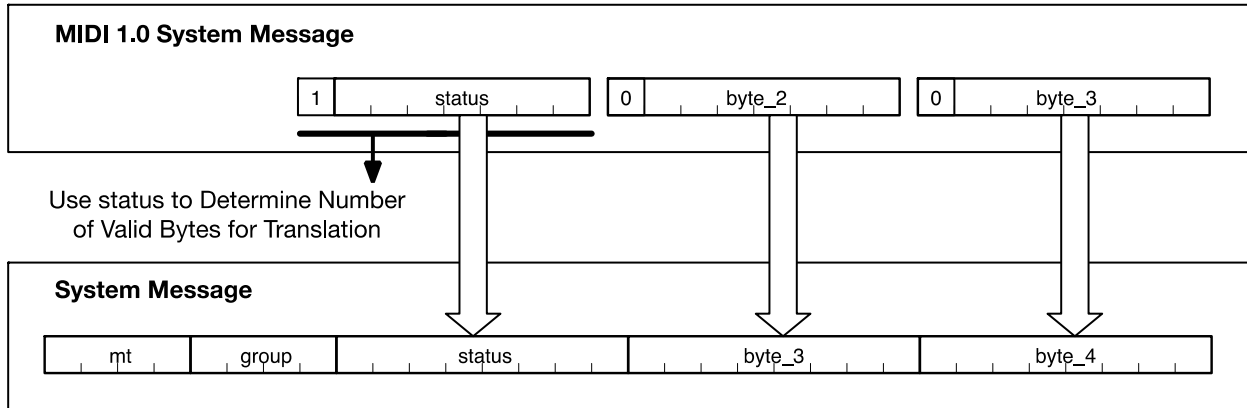 MIDI 1.0 System Message
1 status 0 byte_2 0 byte_3
Use status to Determine Number
of Valid Bytes for Translation
System Message
mt group status byte_3 byte_4